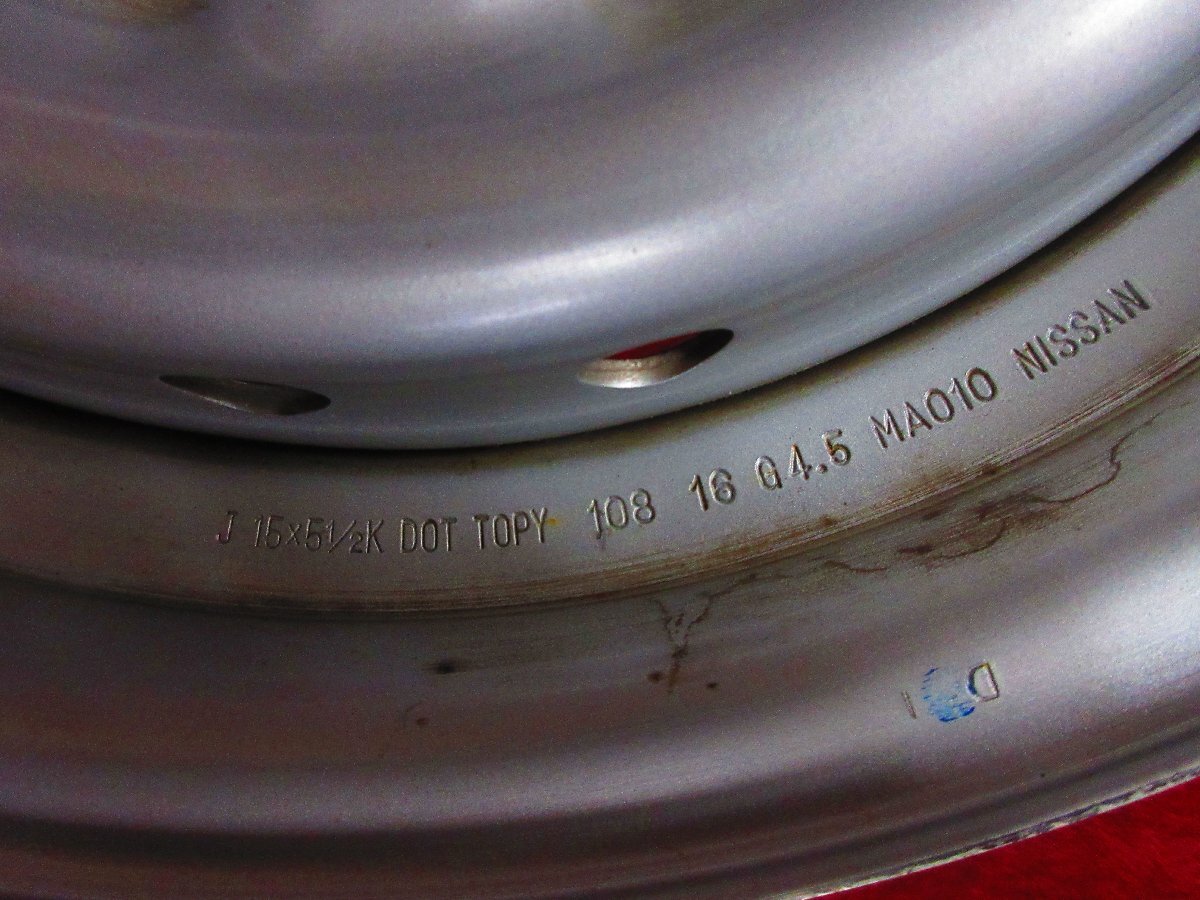 J 15×5½K DOT TOPY 108 16 G4.5 MA010 NISSAN
D I